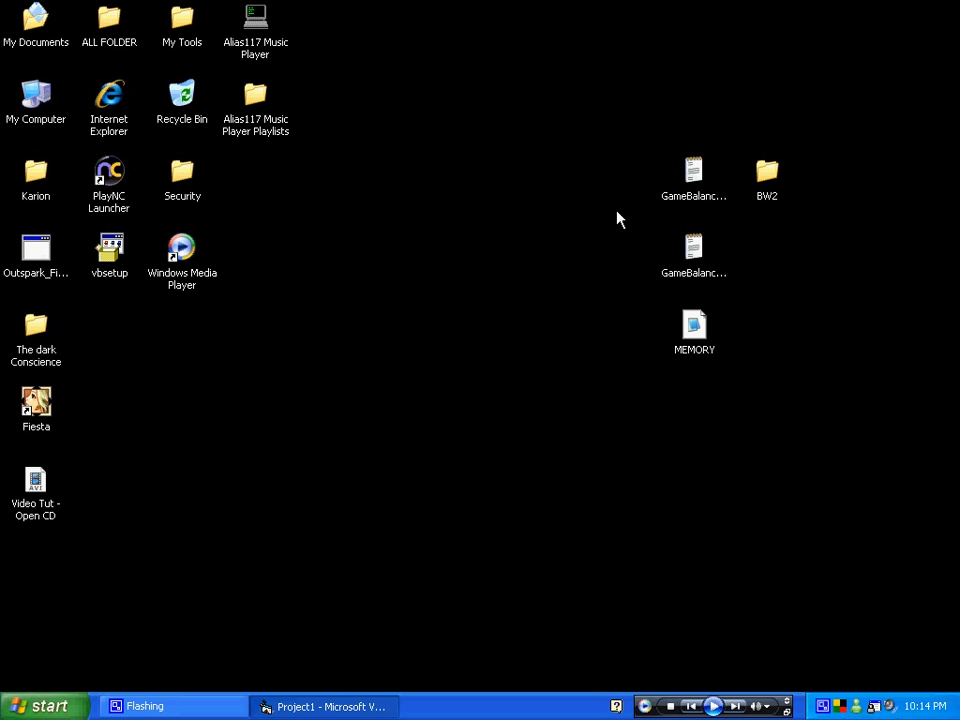 My Documents
ALL FOLDER
My Tools
Alias117 Music
Player
My Computer
Internet
Explorer
Recycle Bin
Alias117 Music
Player Playlists
Karion
PlayNC
Launcher
Security
GameBalanc...
BW2
Outspark_Fi...
vbsetup
Windows Media
Player
GameBalanc...
The dark
Conscience
MEMORY
Fiesta
AVI
Video Tut -
Open CD
start
Flashing
Project1 - Microsoft V...
10:14 PM